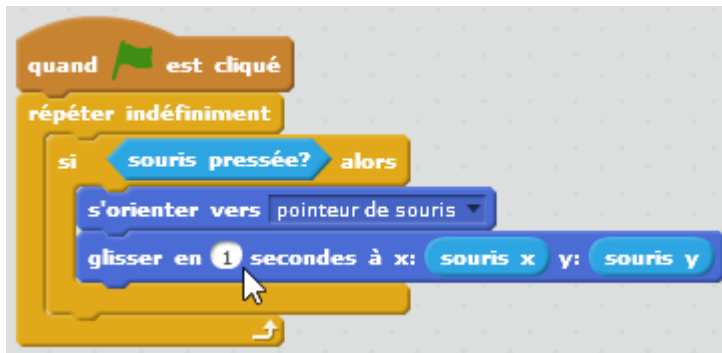 quand est cliqué
répéter indéfiniment
si souris pressée? alors
s'orienter vers pointeur de souris
glisser en 1 secondes à x: souris x y: souris y